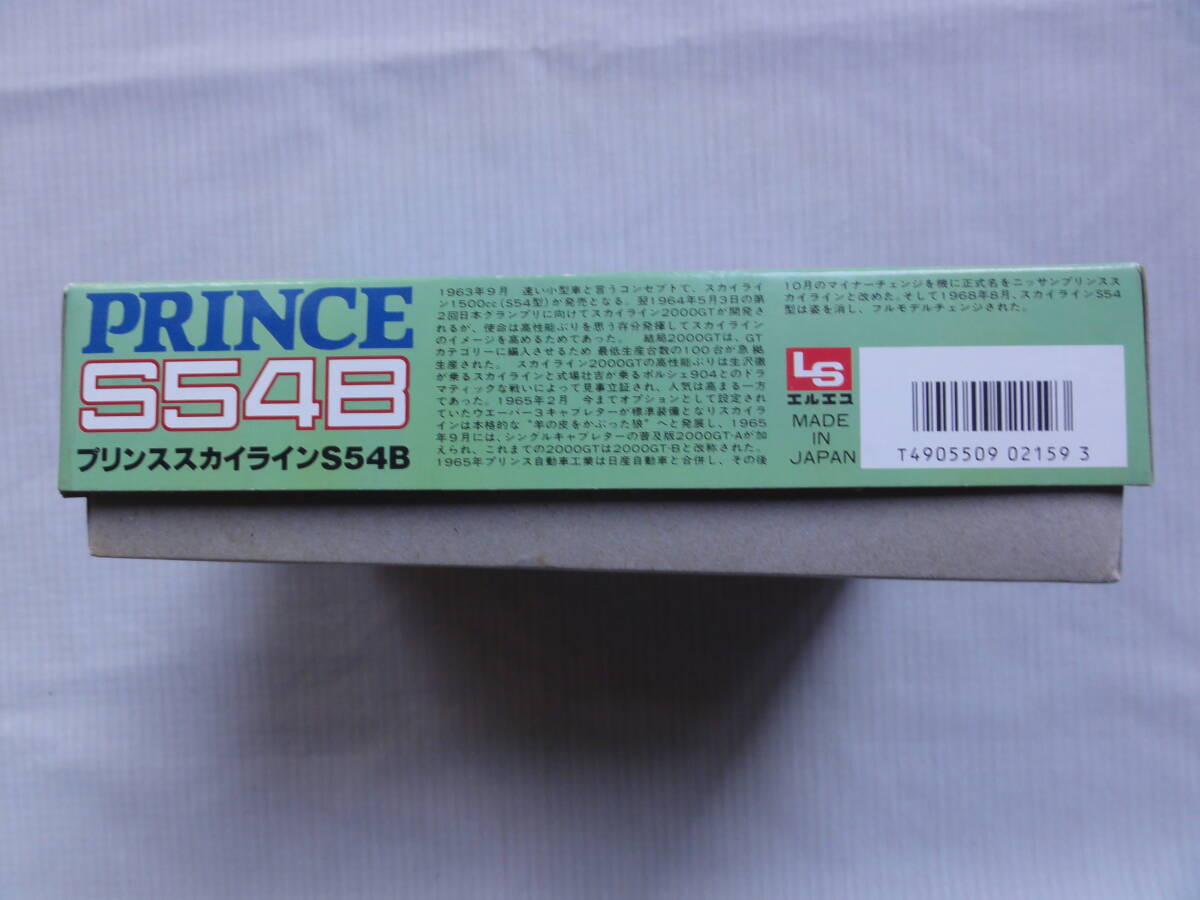 PRINCE
S54B
プリンススカイラインS54B
1963年9月 速い小型車と言うコンセプトで、スカイライ
ン1500cc(S54型)が発売となる。翌1964年5月3日の第
2回日本グランプリに向けてスカイライン2000GTが開発さ
れるが、使命は高性能ぶりを思う存分発揮してスカイライン
のイメージを高めるためであった。 結局2000GTは、GT
カテゴリーに編入させるため 最低生産台数の100台が急拠
生産された。 スカイライン2000GTの高性能ぶりは生沢徹
が乗るスカイラインと式場壮吉が乗るポルシェ904とのドラ
マティックな戦いによって見事立証され、人気は高まる一方
であった。1965年2月 今までオプションとして設定され
ていたウエーバー3キャブレターが標準装備となりスカイラ
インは本格的な“羊の皮をかぶった狼”へと発展し、1965
年9月には、シングルキャブレターの普及版2000GT-Aが加
えられ、これまでの2000GTは2000GT-Bと改称された。
1965年プリンス自動車工業は日産自動車と合併し、その後
10月のマイナーチェンジを機に正式名をニッサンプリンスス
カイラインと改めた。そして1968年8月、スカイラインS54
型は姿を消し、フルモデルチェンジされた。
LS
エルエス
MADE
IN
JAPAN
T4905509 02159 3